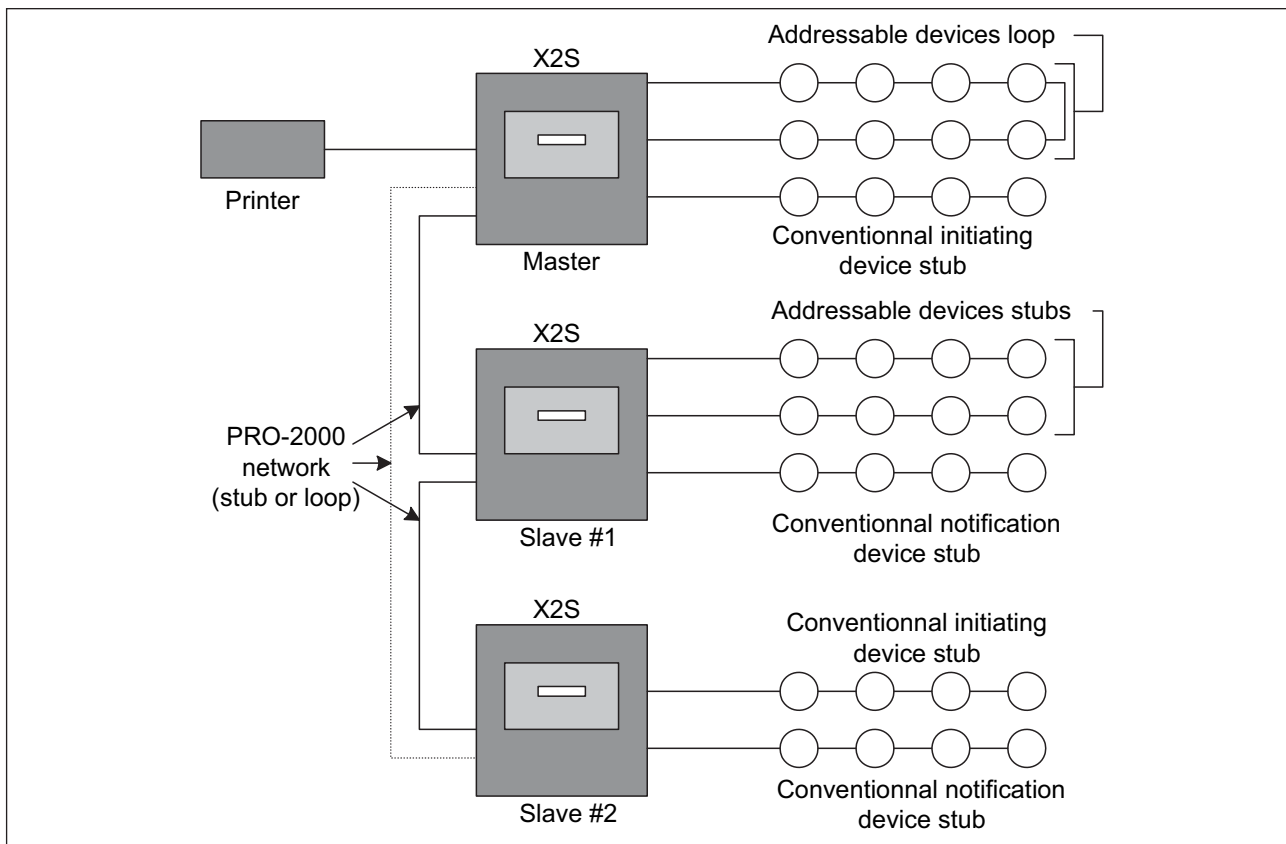 Addressable devices loop
X2S
Printer
Master
Conventionnal initiating
device stub
Addressable devices stubs
X2S
PRO-2000
network
(stub or loop)
Slave #1
Conventionnal notification
device stub
X2S
Conventionnal initiating
device stub
Slave #2
Conventionnal notification
device stub